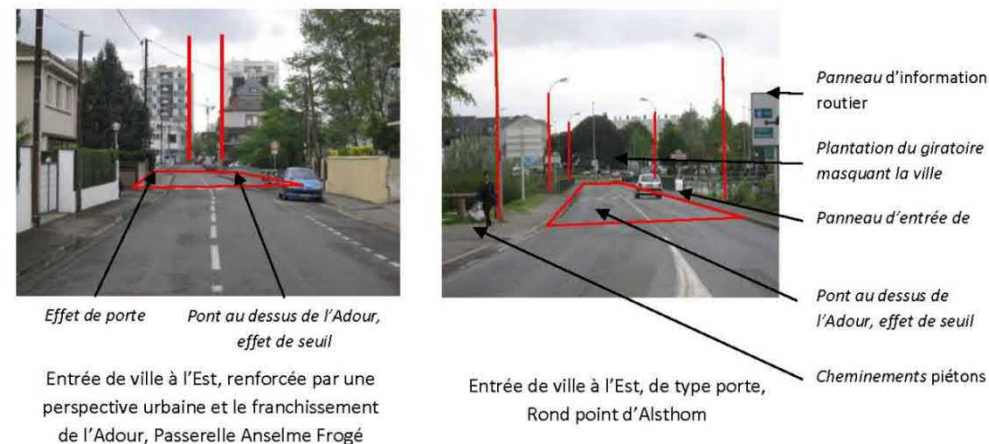 Effet de porte
Pont au dessus de l'Adour,
effet de seuil
Entrée de ville à l'Est, renforcée par une
perspective urbaine et le franchissement
de l'Adour, Passerelle Anselme Frogé
Panneau d'information
routier
Plantation du giratoire
masquant la ville
Panneau d'entrée de
Pont au dessus de
l'Adour, effet de seuil
Cheminements piétons
Entrée de ville à l'Est, de type porte,
Rond point d'Alsthom